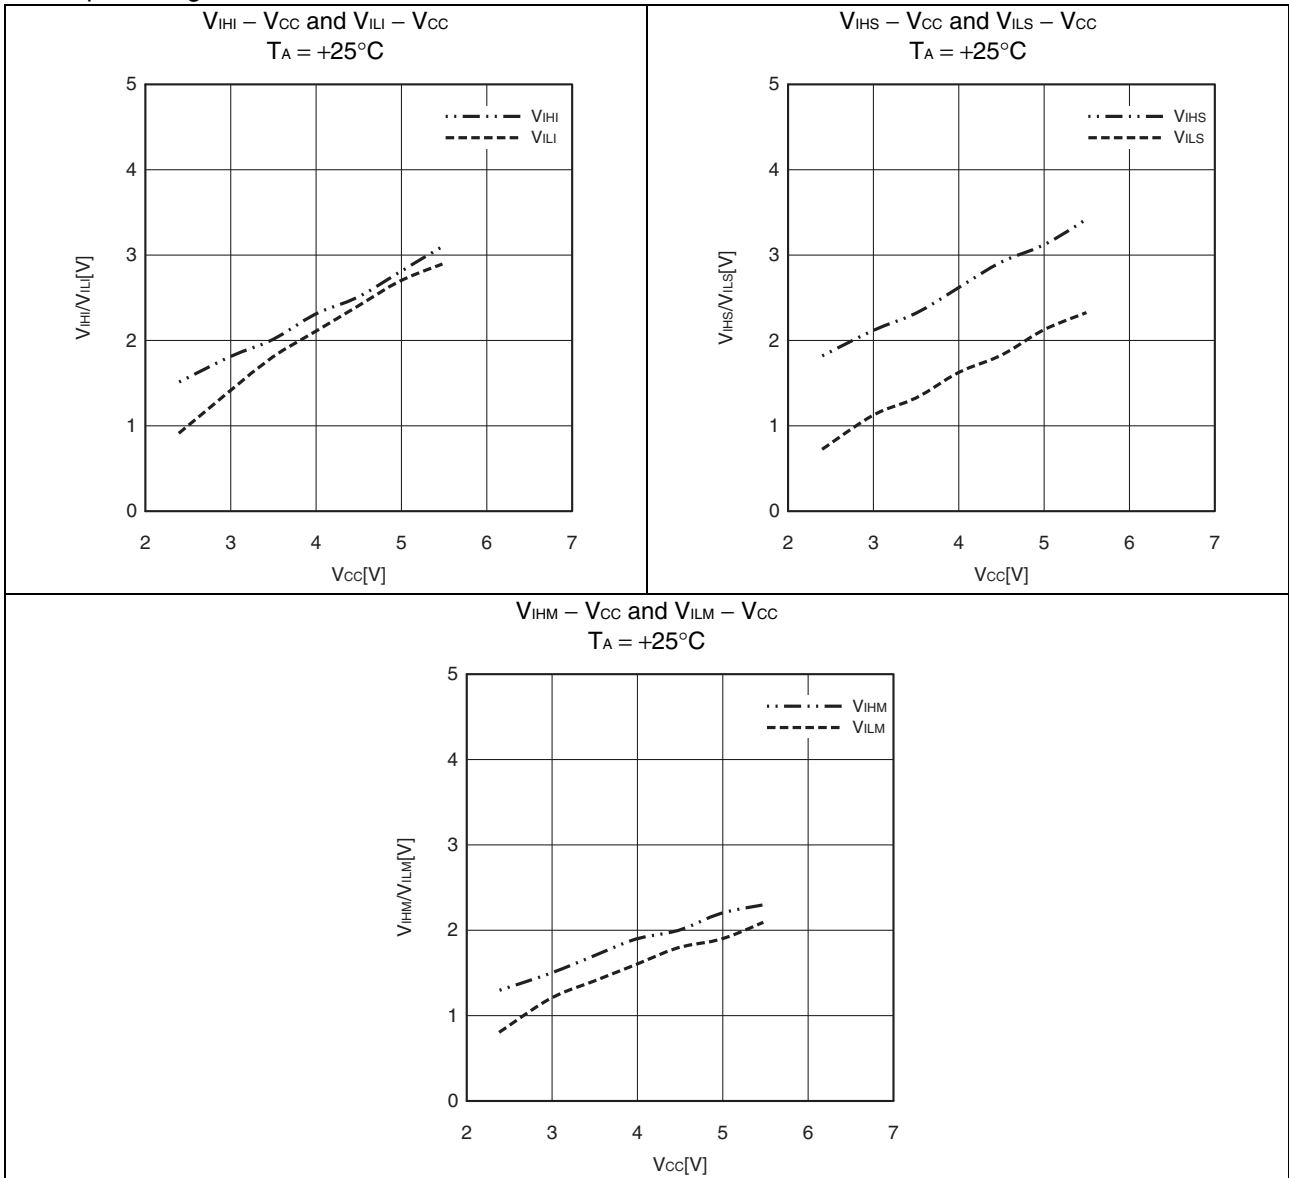 VIHI – VCC and VILI – VCC
TA = +25°C
5
4
3
2
1
0
VIHI/VILI[V]
VIHI
VILI
2 3 4 5 6 7
VCC[V]
VIHS – VCC and VILS – VCC
TA = +25°C
5
4
3
2
1
0
VIHS/VILS[V]
VIHS
VILS
2 3 4 5 6 7
VCC[V]
VIHM – VCC and VILM – VCC
TA = +25°C
5
4
3
2
1
0
VIHM/VILM[V]
VIHM
VILM
2 3 4 5 6 7
VCC[V]